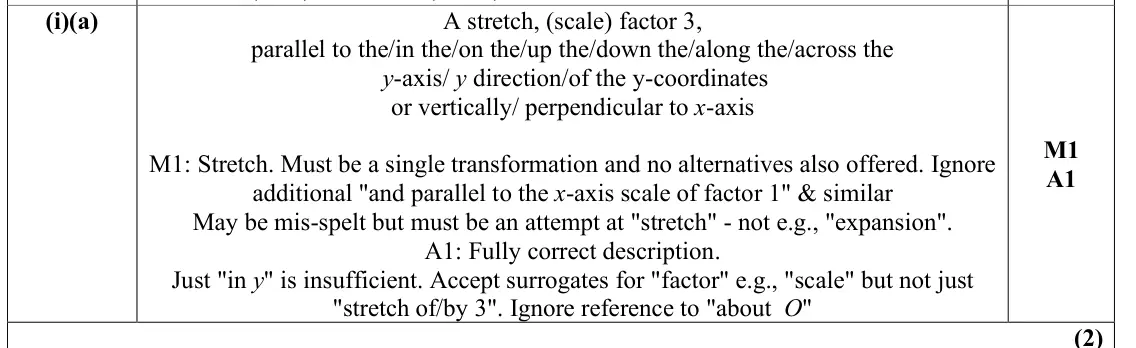 (i)(a)
A stretch, (scale) factor 3,
parallel to the/in the/on the/up the/down the/along the/across the
y-axis/ y direction/of the y-coordinates
or vertically/ perpendicular to x-axis
M1: Stretch. Must be a single transformation and no alternatives also offered. Ignore
additional "and parallel to the x-axis scale of factor 1" & similar
May be mis-spelt but must be an attempt at "stretch" - not e.g., "expansion".
A1: Fully correct description.
Just "in y" is insufficient. Accept surrogates for "factor" e.g., "scale" but not just
"stretch of/by 3". Ignore reference to "about O"
M1
A1
(2)